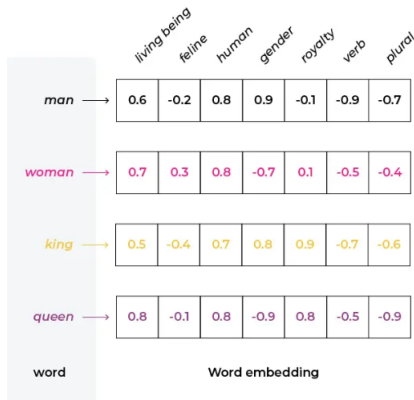 living being feline human gender royalty verb plural
man 0.6 -0.2 0.8 0.9 -0.1 -0.9 -0.7
woman 0.7 0.3 0.8 -0.7 0.1 -0.5 -0.4
king 0.5 -0.4 0.7 0.8 0.9 -0.7 -0.6
queen 0.8 -0.1 0.8 -0.9 0.8 -0.5 -0.9
word Word embedding